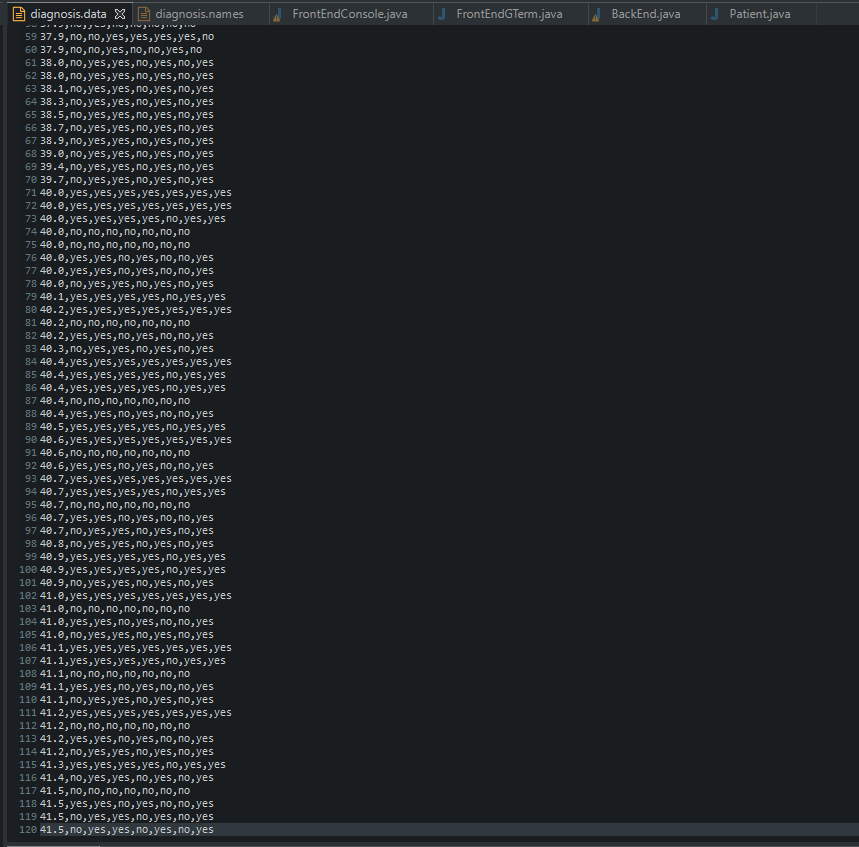 diagnosis.data
diagnosis.names
FrontEndConsole.java
FrontEndGTerm.java
BackEnd.java
Patient.java
59 37.9,no,no,yes,yes,yes,yes,no
60 37.9,no,no,yes,no,no,yes,no
61 38.0,no,yes,yes,no,yes,no,yes
62 38.0,no,yes,yes,no,yes,no,yes
63 38.1,no,yes,yes,no,yes,no,yes
64 38.3,no,yes,yes,no,yes,no,yes
65 38.5,no,yes,yes,no,yes,no,yes
66 38.7,no,yes,yes,no,yes,no,yes
67 38.9,no,yes,yes,no,yes,no,yes
68 39.0,no,yes,yes,no,yes,no,yes
69 39.4,no,yes,yes,no,yes,no,yes
70 39.7,no,yes,yes,no,yes,no,yes
71 40.0,yes,yes,yes,yes,yes,yes,yes
72 40.0,yes,yes,yes,yes,yes,yes,yes
73 40.0,yes,yes,yes,yes,no,yes,yes
74 40.0,no,no,no,no,no,no,no
75 40.0,no,no,no,no,no,no,no
76 40.0,yes,yes,no,yes,no,no,yes
77 40.0,yes,yes,no,yes,no,no,yes
78 40.0,no,yes,yes,no,yes,no,yes
79 40.1,yes,yes,yes,yes,no,yes,yes
80 40.2,yes,yes,yes,yes,yes,yes,yes
81 40.2,no,no,no,no,no,no,no
82 40.2,yes,yes,no,yes,no,no,yes
83 40.3,no,yes,yes,no,yes,no,yes
84 40.4,yes,yes,yes,yes,yes,yes,yes
85 40.4,yes,yes,yes,yes,no,yes,yes
86 40.4,yes,yes,yes,yes,no,yes,yes
87 40.4,no,no,no,no,no,no,no
88 40.4,yes,yes,no,yes,no,no,yes
89 40.5,yes,yes,yes,yes,no,yes,yes
90 40.6,yes,yes,yes,yes,yes,yes,yes
91 40.6,no,no,no,no,no,no,no
92 40.6,yes,yes,no,yes,no,no,yes
93 40.7,yes,yes,yes,yes,yes,yes,yes
94 40.7,yes,yes,yes,yes,no,yes,yes
95 40.7,no,no,no,no,no,no,no
96 40.7,yes,yes,no,yes,no,no,yes
97 40.7,no,yes,yes,no,yes,no,yes
98 40.8,no,yes,yes,no,yes,no,yes
99 40.9,yes,yes,yes,yes,no,yes,yes
100 40.9,yes,yes,yes,yes,no,yes,yes
101 40.9,no,yes,yes,no,yes,no,yes
102 41.0,yes,yes,yes,yes,yes,yes,yes
103 41.0,no,no,no,no,no,no,no
104 41.0,yes,yes,no,yes,no,no,yes
105 41.0,no,yes,yes,no,yes,no,yes
106 41.1,yes,yes,yes,yes,yes,yes,yes
107 41.1,yes,yes,yes,yes,no,yes,yes
108 41.1,no,no,no,no,no,no,no
109 41.1,yes,yes,no,yes,no,no,yes
110 41.1,no,yes,yes,no,yes,no,yes
111 41.2,yes,yes,yes,yes,yes,yes,yes
112 41.2,no,no,no,no,no,no,no
113 41.2,yes,yes,no,yes,no,no,yes
114 41.2,no,yes,yes,no,yes,no,yes
115 41.3,yes,yes,yes,yes,no,yes,yes
116 41.4,no,yes,yes,no,yes,no,yes
117 41.5,no,no,no,no,no,no,no
118 41.5,yes,yes,no,yes,no,no,yes
119 41.5,no,yes,yes,no,yes,no,yes
120 41.5,no,yes,yes,no,yes,no,yes